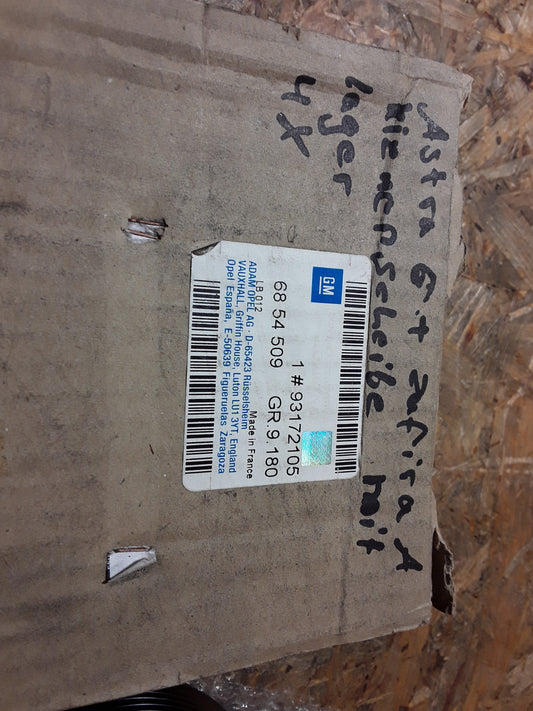 Astra G + Zafira A
Riemenscheibe mit
lager
4X
GM
1 # 93172105
68 54 509 GR.9.180
LB 012 Made in France
ADAM OPEL AG - D-65423 Rüsselsheim
VAUXHALL, Griffin House, Luton LU1 3YT, England
Opel España, E-50639 Figueruelas Zaragoza